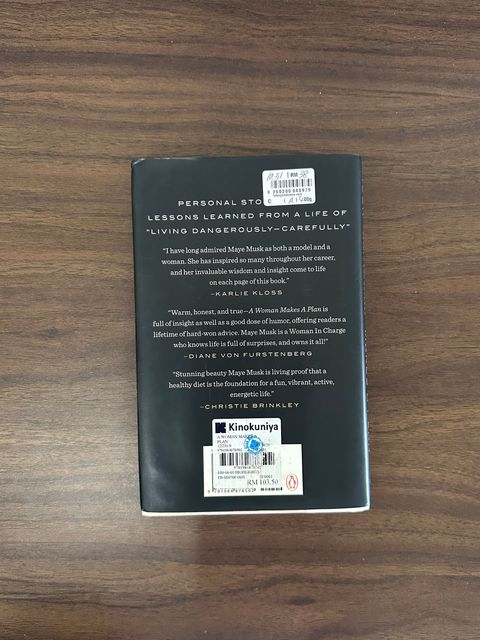 PERSONAL STO
LESSONS LEARNED FROM A LIFE OF
"LIVING DANGEROUSLY—CAREFULLY"
"I have long admired Maye Musk as both a model and a
woman. She has inspired so many throughout her career,
and her invaluable wisdom and insight come to life
on each page of this book."
–KARLIE KLOSS
"Warm, honest, and true—A Woman Makes A Plan is
full of insight as well as a good dose of humor, offering readers a
lifetime of hard-won advice. Maye Musk is a Woman In Charge
who knows life is full of surprises, and owns it all!"
–DIANE VON FURSTENBERG
"Stunning beauty Maye Musk is living proof that a
healthy diet is the foundation for a fun, vibrant, active,
energetic life."
–CHRISTIE BRINKLEY
Kinokuniya
A WOMAN MAKES A
PLAN
RM 103.50